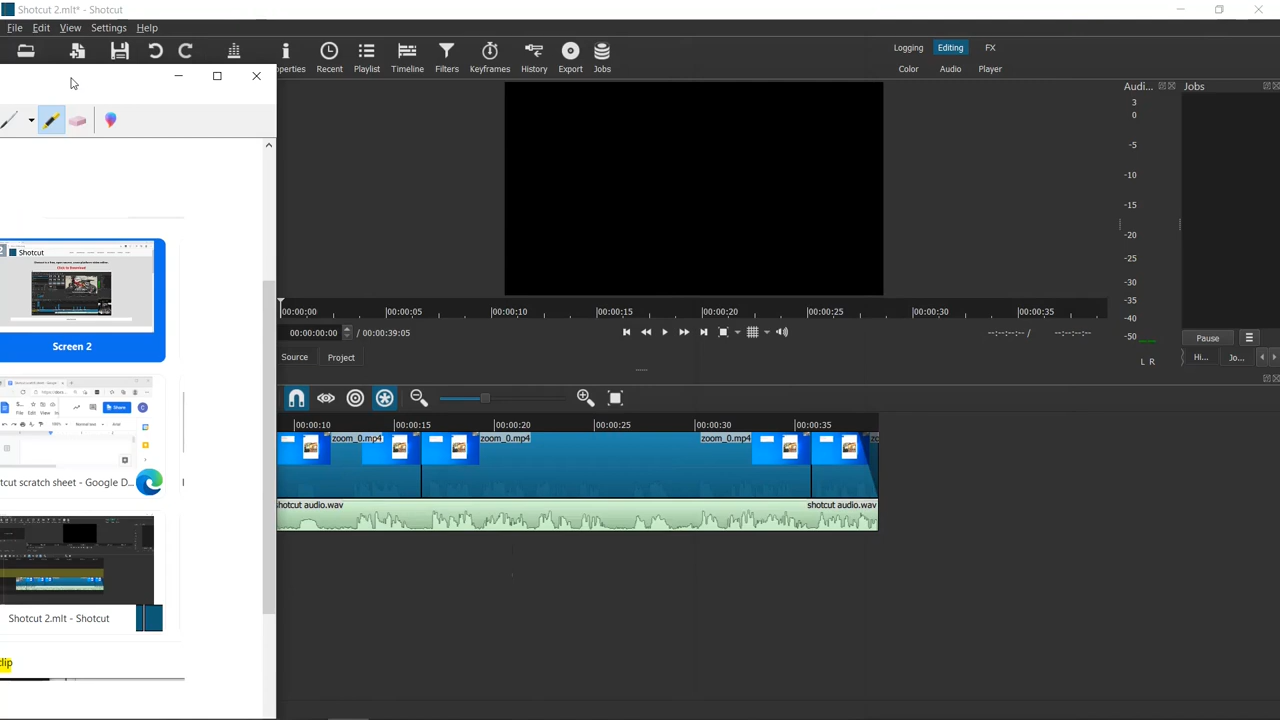 Shotcut 2.mlt* - Shotcut
File Edit View Settings Help
operties Recent Playlist Timeline Filters Keyframes History Export Jobs
Logging Editing FX
Color Audio Player
Audi... Jobs
3
0
-5
-10
-15
-20
-25
-30
-35
-40
-50
L R
Pause
Hi... Jo...
Shotcut
Screen 2
Share
tcut scratch sheet - Google D...
Shotcut 2.mlt - Shotcut
clip
00:00:00 00:00:05 00:00:10 00:00:15 00:00:20 00:00:25 00:00:30 00:00:35
00:00:00:00 / 00:00:39:05
--:--:--:-- / --:--:--:--
Source Project
00:00:10 00:00:15 00:00:20 00:00:25 00:00:30 00:00:35
zoom_0.mp4 zoom_0.mp4 zoom_0.mp4
shotcut audio.wav shotcut audio.wav